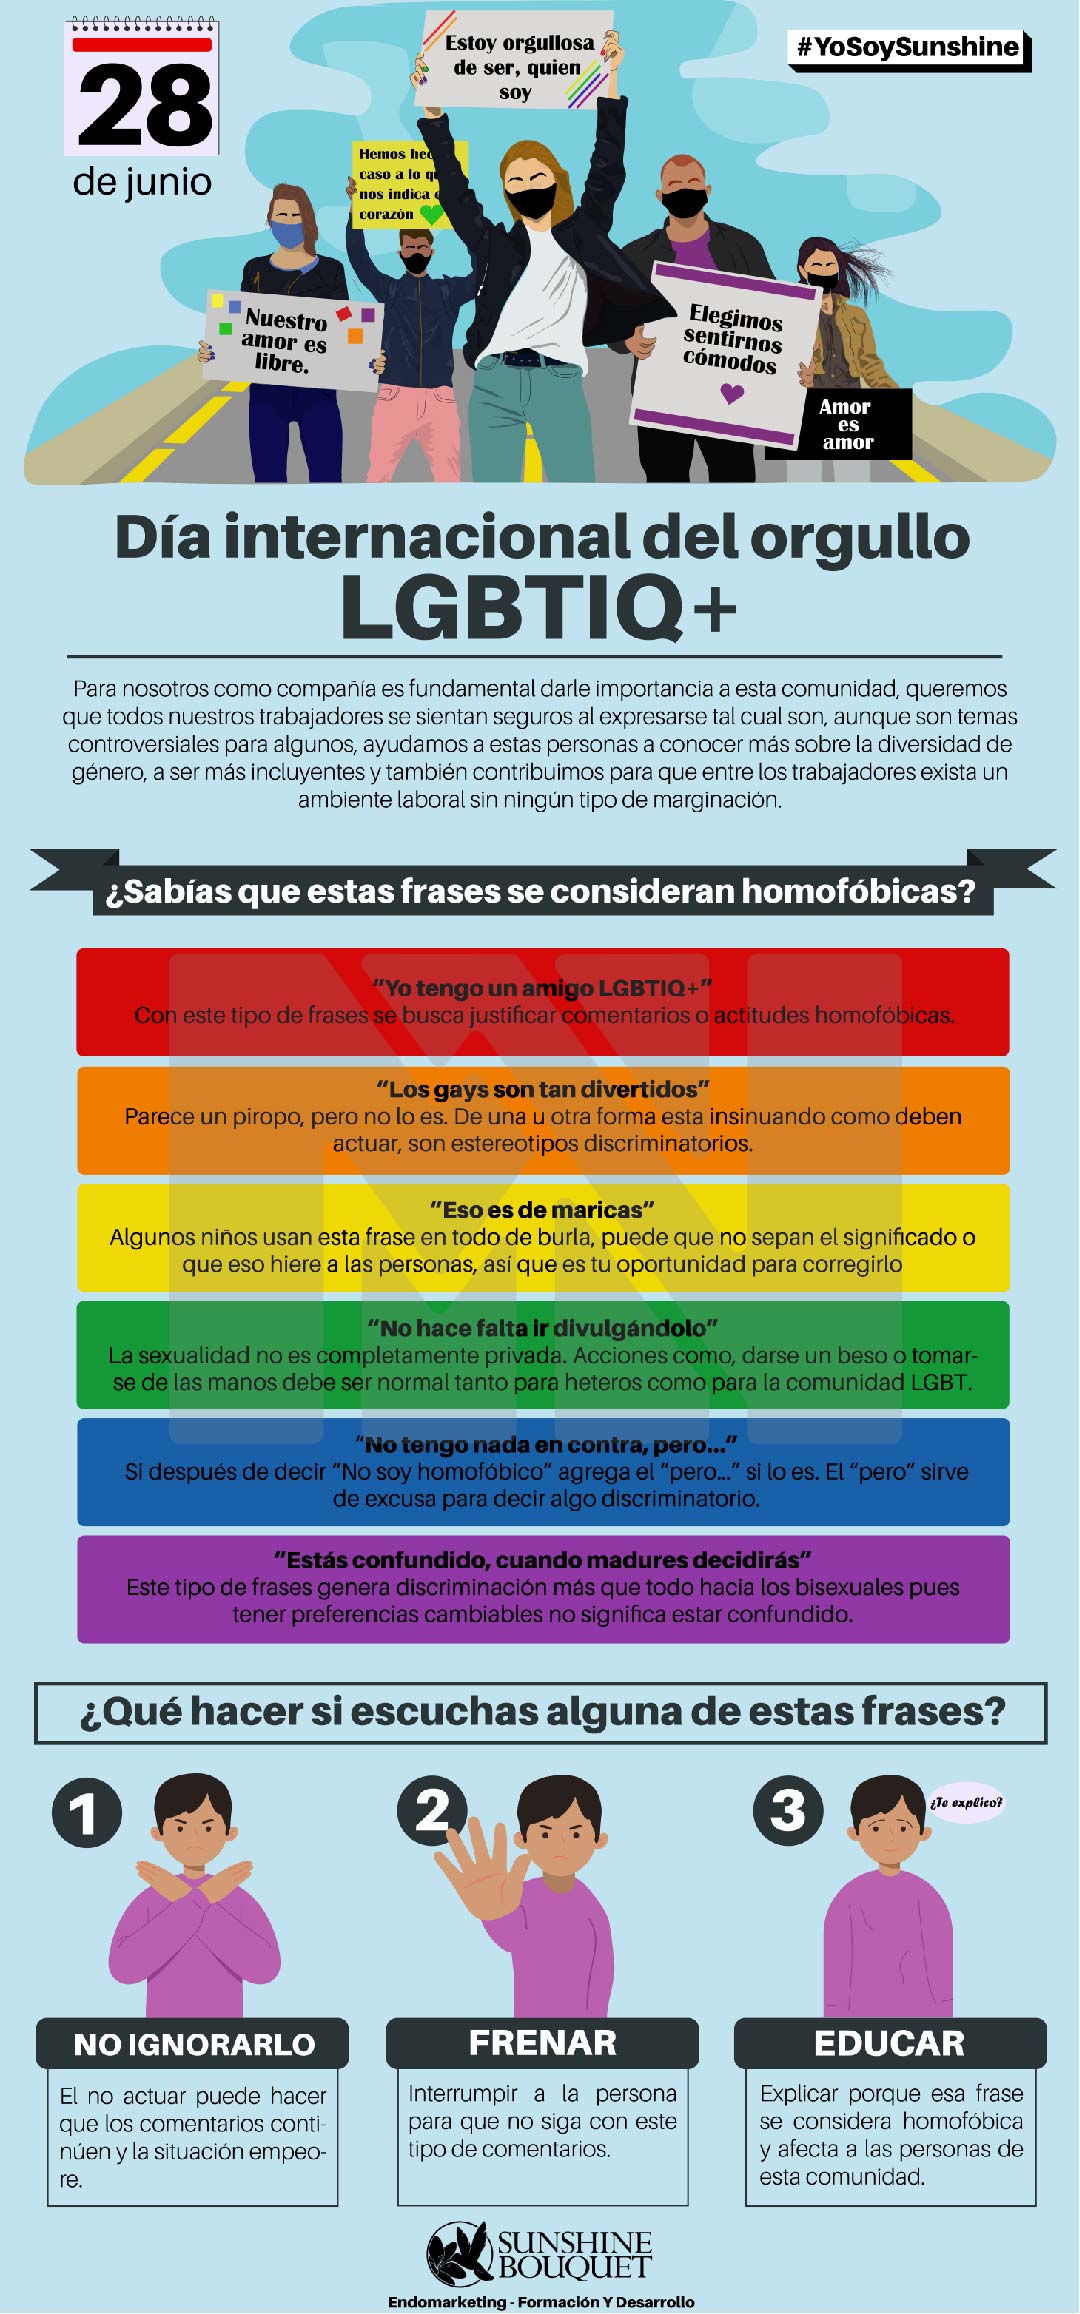 28
de junio
#YoSoySunshine
Estoy orgullosa
de ser, quien
soy
Hemos hec
caso a lo q
nos indica
corazón
Nuestro
amor es
libre.
Elegimos
sentirnos
cómodos
Amor
es
amor
Día internacional del orgullo
LGBTIQ+
Para nosotros como compañía es fundamental darle importancia a esta comunidad, queremos
que todos nuestros trabajadores se sientan seguros al expresarse tal cual son, aunque son temas
controversiales para algunos, ayudamos a estas personas a conocer más sobre la diversidad de
género, a ser más incluyentes y también contribuimos para que entre los trabajadores exista un
ambiente laboral sin ningún tipo de marginación.
¿Sabías que estas frases se consideran homofóbicas?
"Yo tengo un amigo LGBTIQ+"
Con este tipo de frases se busca justificar comentarios o actitudes homofóbicas.
"Los gays son tan divertidos"
Parece un piropo, pero no lo es. De una u otra forma esta insinuando como deben
actuar, son estereotipos discriminatorios.
"Eso es de maricas"
Algunos niños usan esta frase en todo de burla, puede que no sepan el significado o
que eso hiere a las personas, así que es tu oportunidad para corregirlo
"No hace falta ir divulgándolo"
La sexualidad no es completamente privada. Acciones como, darse un beso o tomar-
se de las manos debe ser normal tanto para heteros como para la comunidad LGBT.
"No tengo nada en contra, pero..."
Si después de decir "No soy homofóbico" agrega el "pero..." si lo es. El "pero" sirve
de excusa para decir algo discriminatorio.
"Estás confundido, cuando madures decidirás"
Este tipo de frases genera discriminación más que todo hacia los bisexuales pues
tener preferencias cambiables no significa estar confundido.
¿Qué hacer si escuchas alguna de estas frases?
1
NO IGNORARLO
El no actuar puede hacer
que los comentarios conti-
núen y la situación empeo-
re.
2
FRENAR
Interrumpir a la persona
para que no siga con este
tipo de comentarios.
3
¿Te explico?
EDUCAR
Explicar porque esa frase
se considera homofóbica
y afecta a las personas de
esta comunidad.
SUNSHINE
BOUQUET
Endomarketing - Formación Y Desarrollo